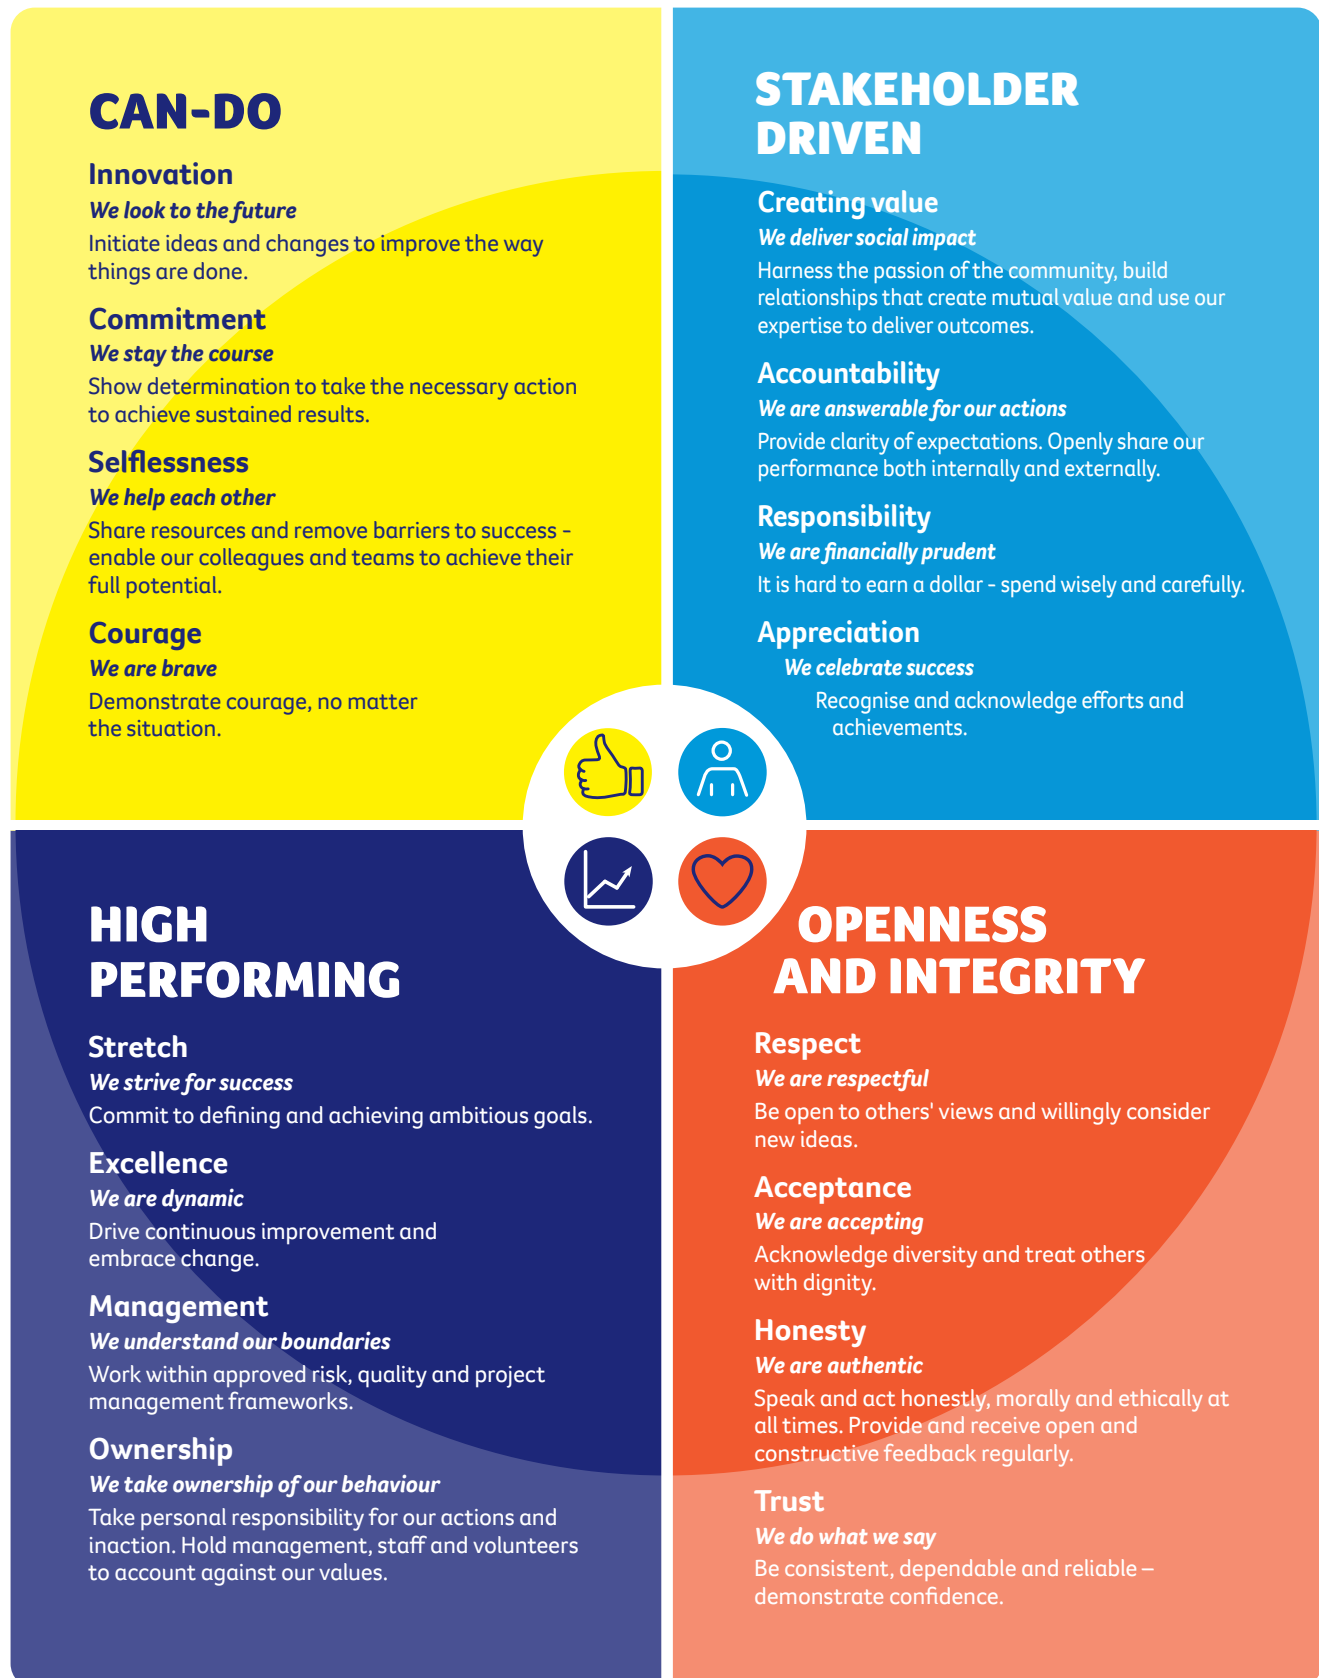 CAN-DO
Innovation
We look to the future
Initiate ideas and changes to improve the way
things are done.
Commitment
We stay the course
Show determination to take the necessary action
to achieve sustained results.
Selflessness
We help each other
Share resources and remove barriers to success -
enable our colleagues and teams to achieve their
full potential.
Courage
We are brave
Demonstrate courage, no matter
the situation.
STAKEHOLDER
DRIVEN
Creating value
We deliver social impact
Harness the passion of the community, build
relationships that create mutual value and use our
expertise to deliver outcomes.
Accountability
We are answerable for our actions
Provide clarity of expectations. Openly share our
performance both internally and externally.
Responsibility
We are financially prudent
It is hard to earn a dollar - spend wisely and carefully.
Appreciation
We celebrate success
Recognise and acknowledge efforts and
achievements.
HIGH
PERFORMING
Stretch
We strive for success
Commit to defining and achieving ambitious goals.
Excellence
We are dynamic
Drive continuous improvement and
embrace change.
Management
We understand our boundaries
Work within approved risk, quality and project
management frameworks.
Ownership
We take ownership of our behaviour
Take personal responsibility for our actions and
inaction. Hold management, staff and volunteers
to account against our values.
OPENNESS
AND INTEGRITY
Respect
We are respectful
Be open to others' views and willingly consider
new ideas.
Acceptance
We are accepting
Acknowledge diversity and treat others
with dignity.
Honesty
We are authentic
Speak and act honestly, morally and ethically at
all times. Provide and receive open and
constructive feedback regularly.
Trust
We do what we say
Be consistent, dependable and reliable –
demonstrate confidence.